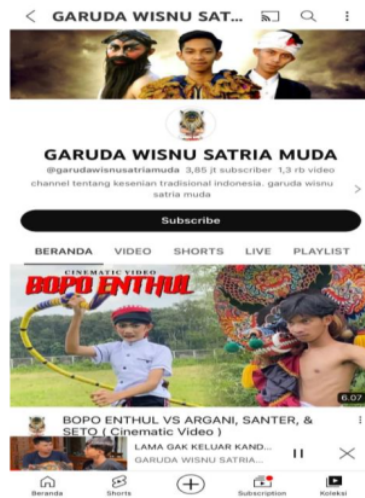 GARUDA WISNU SAT...
GARUDA WISNU SATRIA MUDA
@garudawisnusatriamuda 3,85 jt subscriber 1,3 rb video
channel tentang kesenian tradisional indonesia. garuda wisnu
satria muda
Subscribe
BERANDA VIDEO SHORTS LIVE PLAYLIST
CINEMATIC VIDEO
BOPO ENTHUL
6.07
BOPO ENTHUL VS ARGANI, SANTER, &
SETO ( Cinematic Video )
LAMA GAK KELUAR KAND...
GARUDA WISNU SATRIA...
Beranda Shorts Subscription Koleksi